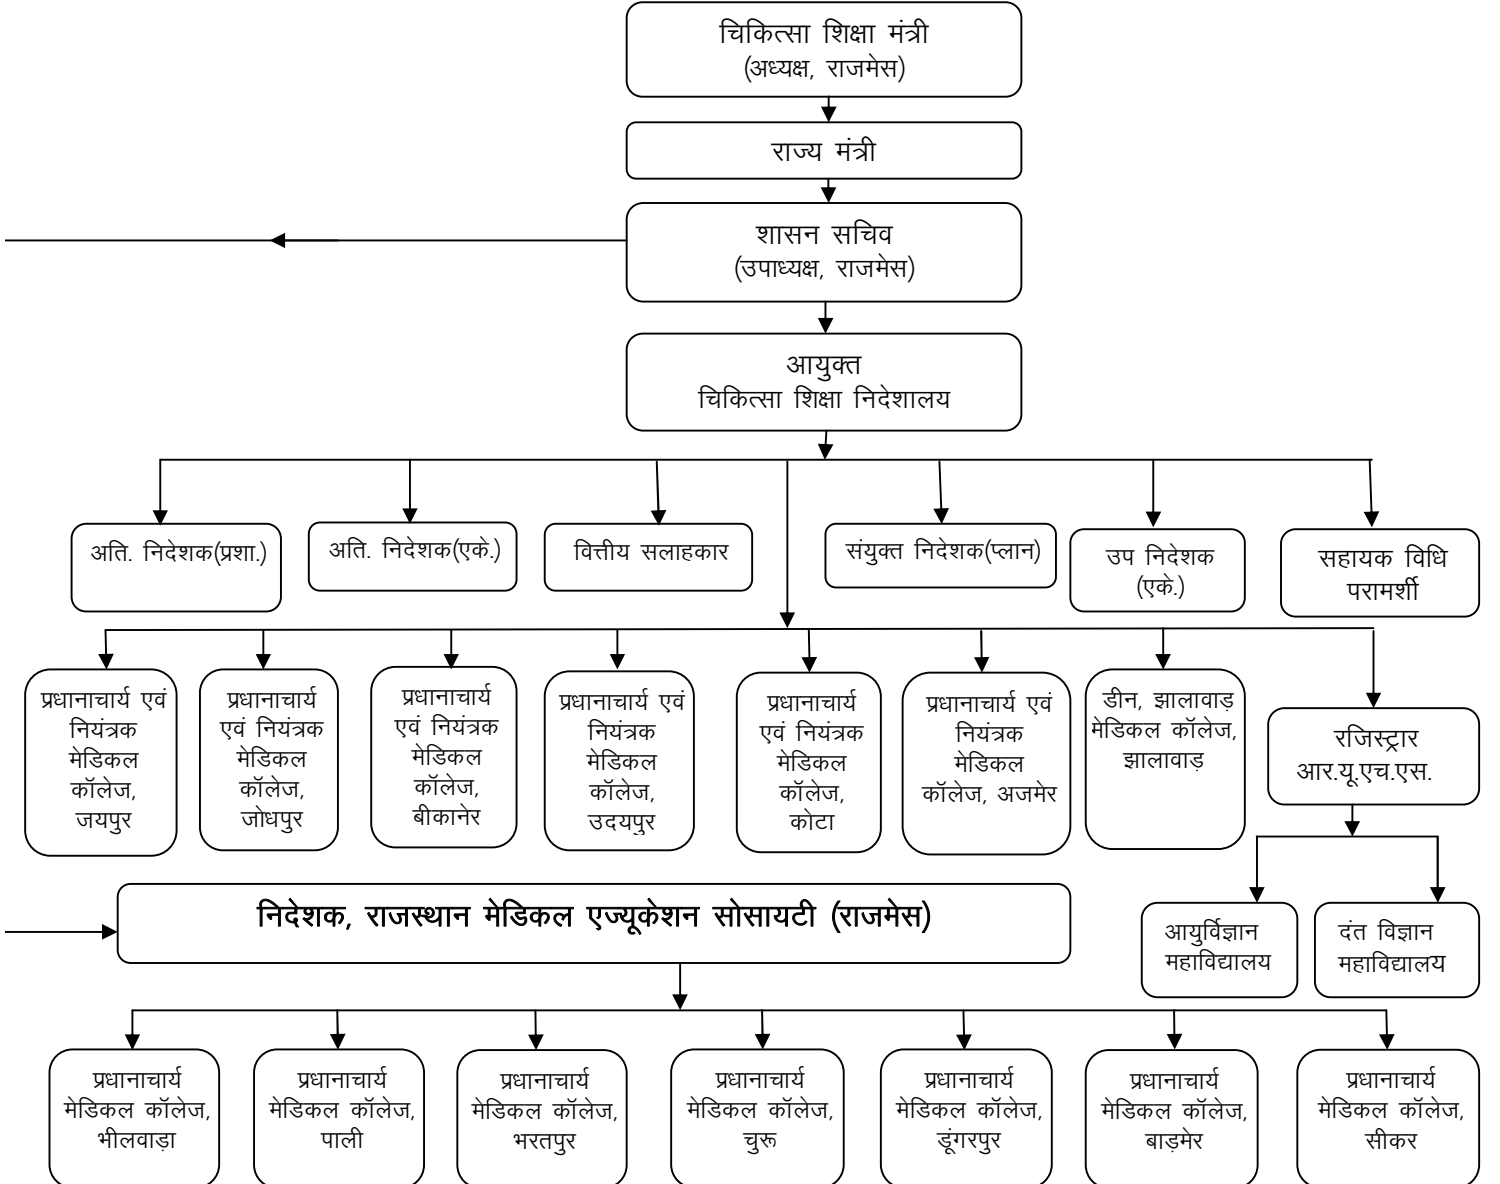 चिकित्सा शिक्षा मंत्री
(अध्यक्ष, राजमेस)
राज्य मंत्री
शासन सचिव
(उपाध्यक्ष, राजमेस)
आयुक्त
चिकित्सा शिक्षा निदेशालय
अति. निदेशक(प्रशा.)
अति. निदेशक(एके.)
वित्तीय सलाहकार
संयुक्त निदेशक(प्लान)
उप निदेशक
(एके.)
सहायक विधि
परामर्शी
प्रधानाचार्य एवं
नियंत्रक
मेडिकल
कॉलेज,
जयपुर
प्रधानाचार्य
एवं नियंत्रक
मेडिकल
कॉलेज,
जोधपुर
प्रधानाचार्य
एवं नियंत्रक
मेडिकल
कॉलेज,
बीकानेर
प्रधानाचार्य एवं
नियंत्रक
मेडिकल
कॉलेज,
उदयपुर
प्रधानाचार्य
एवं नियंत्रक
मेडिकल
कॉलेज,
कोटा
प्रधानाचार्य एवं
नियंत्रक
मेडिकल
कॉलेज, अजमेर
डीन, झालावाड़
मेडिकल कॉलेज,
झालावाड़
रजिस्ट्रार
आर.यू.एच.एस.
निदेशक, राजस्थान मेडिकल एज्यूकेशन सोसायटी (राजमेस)
आयुर्विज्ञान
महाविद्यालय
दंत विज्ञान
महाविद्यालय
प्रधानाचार्य
मेडिकल कॉलेज,
भीलवाड़ा
प्रधानाचार्य
मेडिकल कॉलेज,
पाली
प्रधानाचार्य
मेडिकल कॉलेज,
भरतपुर
प्रधानाचार्य
मेडिकल कॉलेज,
चुरू
प्रधानाचार्य
मेडिकल कॉलेज,
डूंगरपुर
प्रधानाचार्य
मेडिकल कॉलेज,
बाड़मेर
प्रधानाचार्य
मेडिकल कॉलेज,
सीकर